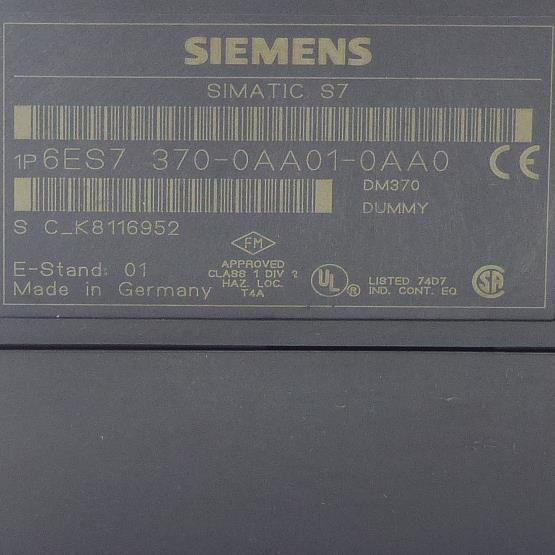 SIEMENS
SIMATIC S7
1P 6ES7 370-0AA01-0AA0
CE
DM370
DUMMY
S C_K8116952
FM
APPROVED
CLASS 1 DIV 2
HAZ. LOC.
T4A
E-Stand: 01
Made in Germany
UL ®
LISTED 74D7
IND. CONT. EQ
SA